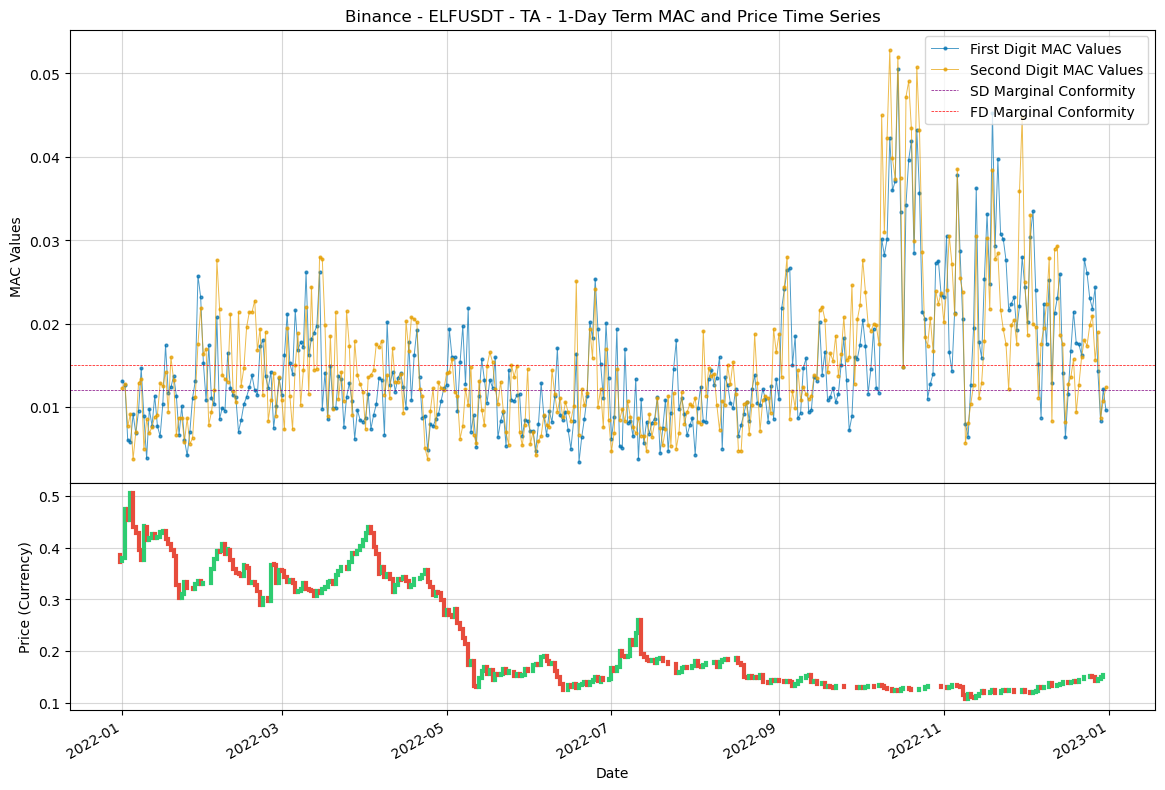 Binance - ELFUSDT - TA - 1-Day Term MAC and Price Time Series
First Digit MAC Values
Second Digit MAC Values
SD Marginal Conformity
FD Marginal Conformity
MAC Values
0.05
0.04
0.03
0.02
0.01
Price (Currency)
0.5
0.4
0.3
0.2
0.1
2022-01
2022-03
2022-05
2022-07
2022-09
2022-11
2023-01
Date